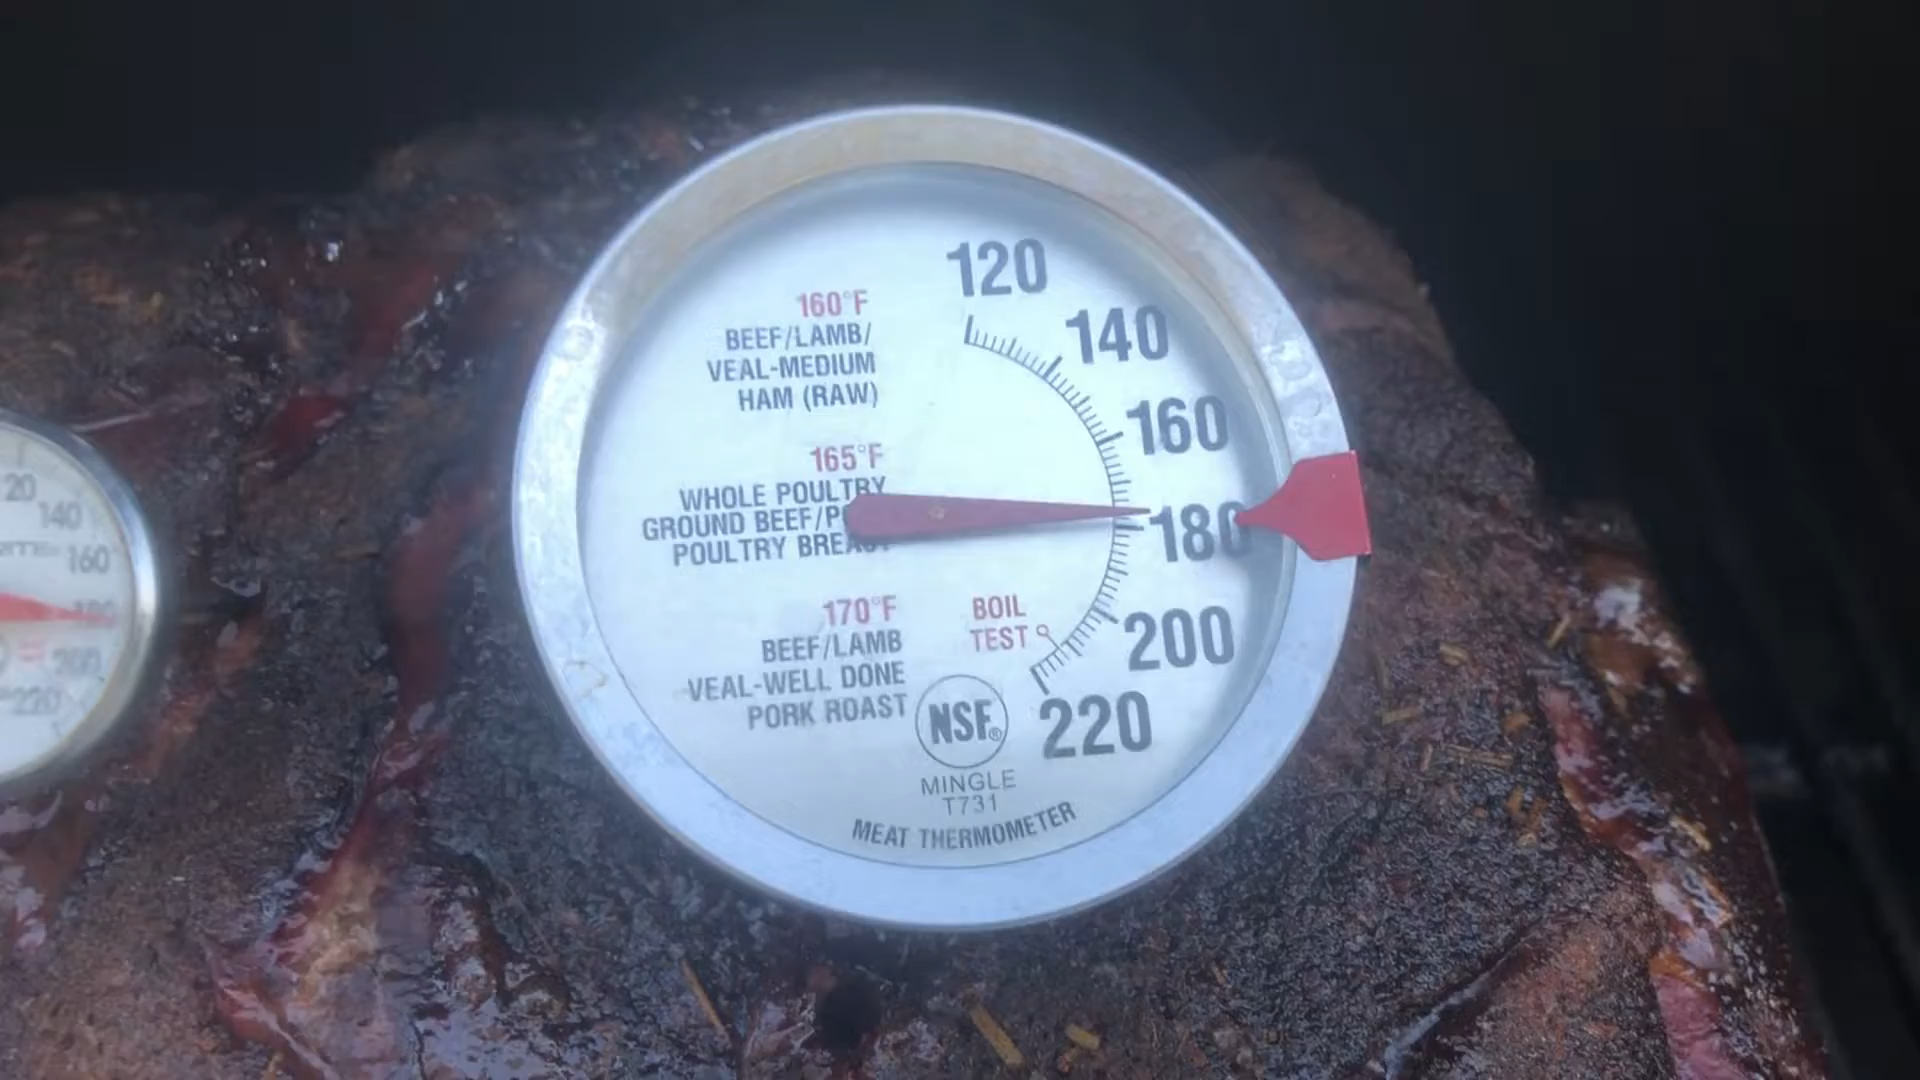 120
140
160
180
200
220
160°F
BEEF/LAMB/
VEAL-MEDIUM
HAM (RAW)
165°F
WHOLE POULTRY
GROUND BEEF/
POULTRY
170°F
BEEF/LAMB
VEAL-WELL DONE
PORK ROAST
BOIL
TEST
NSF®
MINGLE
T731
MEAT THERMOMETER
20
140
160
180
200
220